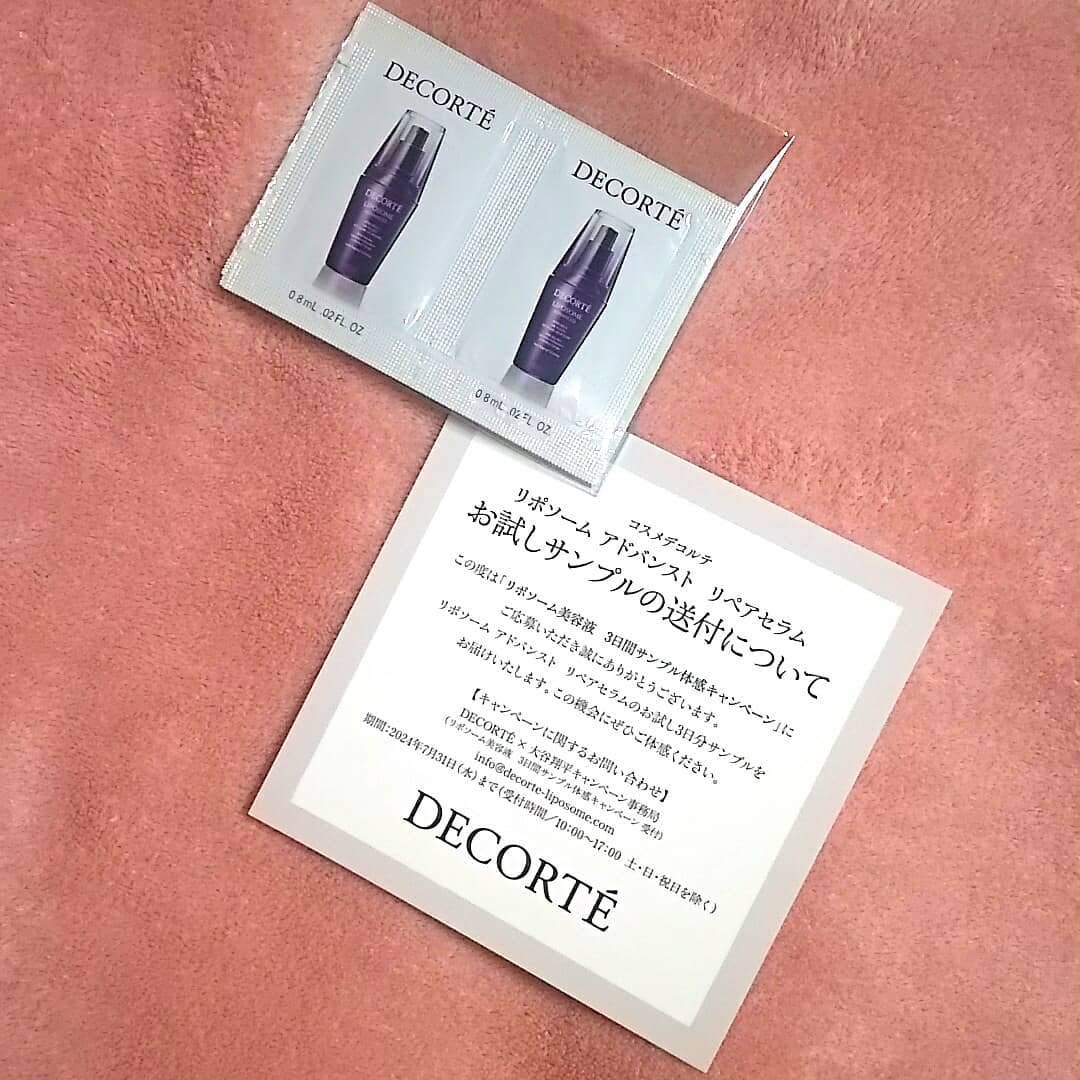 DECORTÉ
DECORTÉ
LIPOSOME
0.8 mL .02 FL. OZ
DECORTÉ
DECORTÉ
LIPOSOME
0.8 mL .02 FL. OZ
コスメデコルテ
リポソーム アドバンスト リペアセラム
お試しサンプルの送付について
この度は「リポソーム美容液 3日間サンプル体感キャンペーン」に
ご応募いただき誠にありがとうございます。
リポソーム アドバンスト リペアセラムのお試し3日分サンプルを
お届けいたします。この機会にぜひご体感ください。
【キャンペーンに関するお問い合わせ】
DECORTÉ × 大谷翔平キャンペーン事務局
(リポソーム美容液 3日間サンプル体感キャンペーン 受付)
info@decorte-liposome.com
期間:2024年7月31日(水)まで(受付時間/10:00～17:00 土・日・祝日を除く)
DECORTÉ